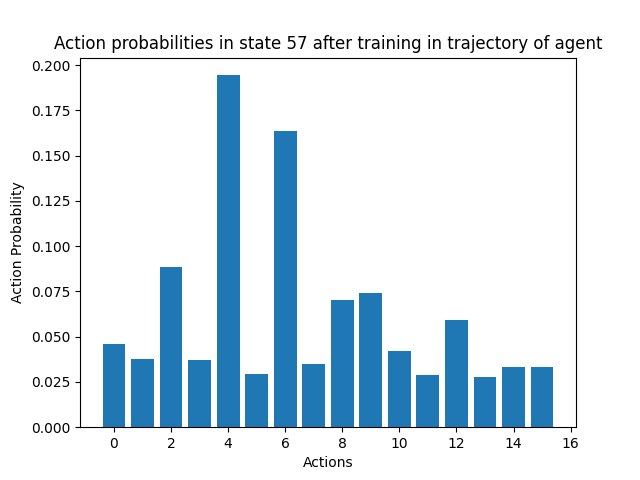 Action probabilities in state 57 after training in trajectory of agent
0.200
0.175
0.150
0.125
0.100
0.075
0.050
0.025
0.000
Action Probability
0 2 4 6 8 10 12 14 16
Actions